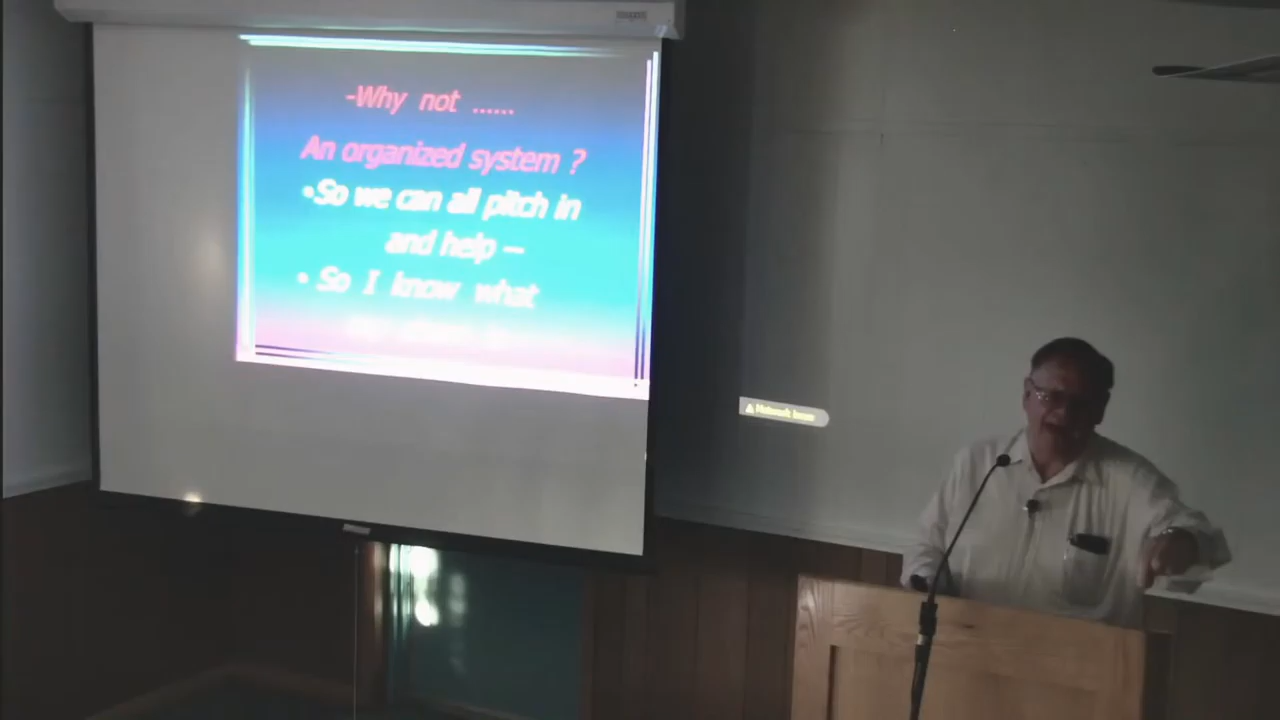 -Why not ......
An organized system ?
•So we can all pitch in
and help –
• So I know what